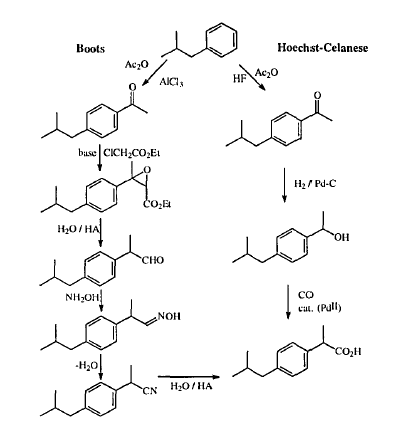 Boots
Hoechst-Celanese
Ac2O
AlCl3
HF
Ac2O
O
O
base
ClCH2CO2Et
H2 / Pd-C
O
CO2Et
OH
H2O / HA
CHO
CO
cat. (PdII)
NH2OH
NOH
CO2H
-H2O
CN
H2O / HA